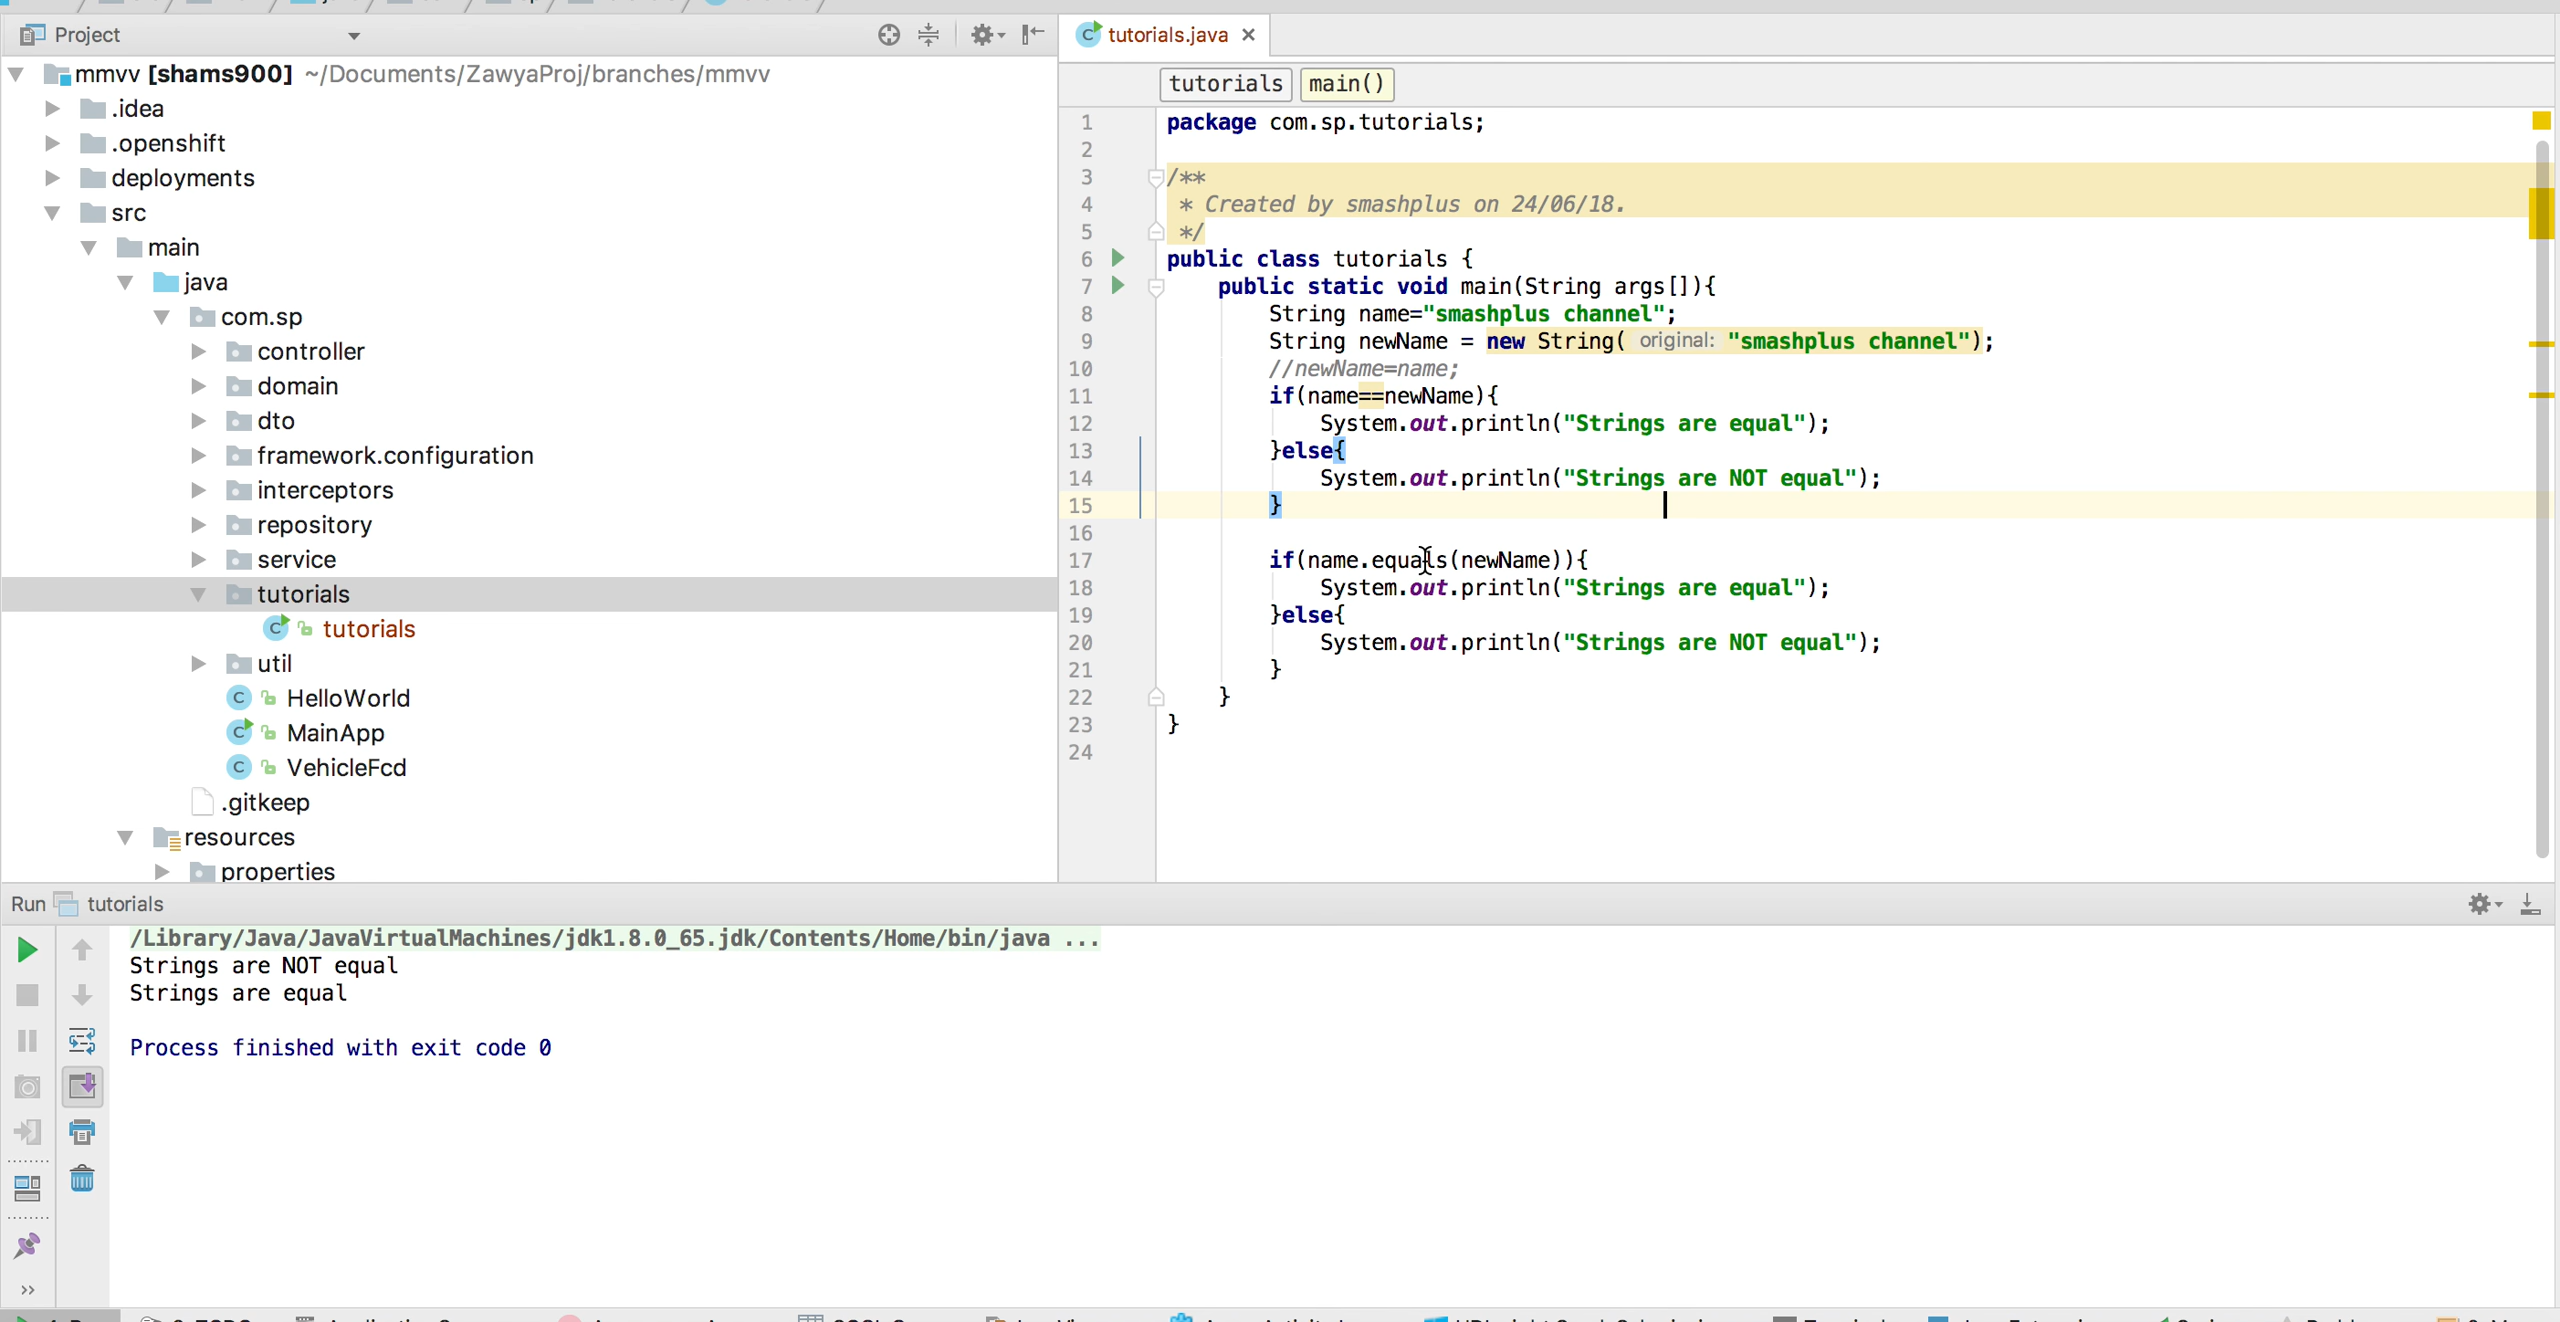 Project
mmvv [shams900] ~/Documents/ZawyaProj/branches/mmvv
.idea
.openshift
deployments
src
main
java
com.sp
controller
domain
dto
framework.configuration
interceptors
repository
service
tutorials
tutorials
util
HelloWorld
MainApp
VehicleFcd
.gitkeep
resources
properties
tutorials.java
tutorials main()
1 package com.sp.tutorials;
2
3 /**
4 * Created by smashplus on 24/06/18.
5 */
6 public class tutorials {
7 public static void main(String args[]){
8 String name="smashplus channel";
9 String newName = new String( original: "smashplus channel");
10 //newName=name;
11 if(name==newName){
12 System.out.println("Strings are equal");
13 }else{
14 System.out.println("Strings are NOT equal");
15 }
16
17 if(name.equals(newName)){
18 System.out.println("Strings are equal");
19 }else{
20 System.out.println("Strings are NOT equal");
21 }
22 }
23 }
24
Run tutorials
/Library/Java/JavaVirtualMachines/jdk1.8.0_65.jdk/Contents/Home/bin/java ...
Strings are NOT equal
Strings are equal
Process finished with exit code 0